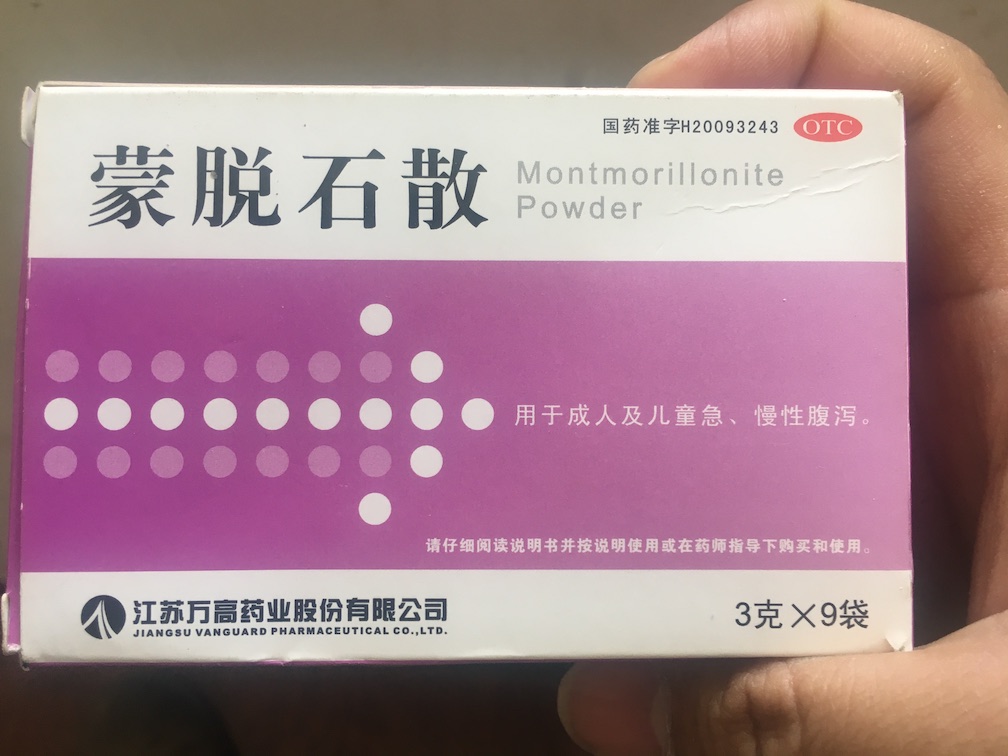 国药准字H20093243 OTC
蒙脱石散
Montmorillonite
Powder
用于成人及儿童急、慢性腹泻。
请仔细阅读说明书并按说明使用或在药师指导下购买和使用。
江苏万高药业股份有限公司
JIANGSU VANGUARD PHARMACEUTICAL CO.,LTD.
3克×9袋